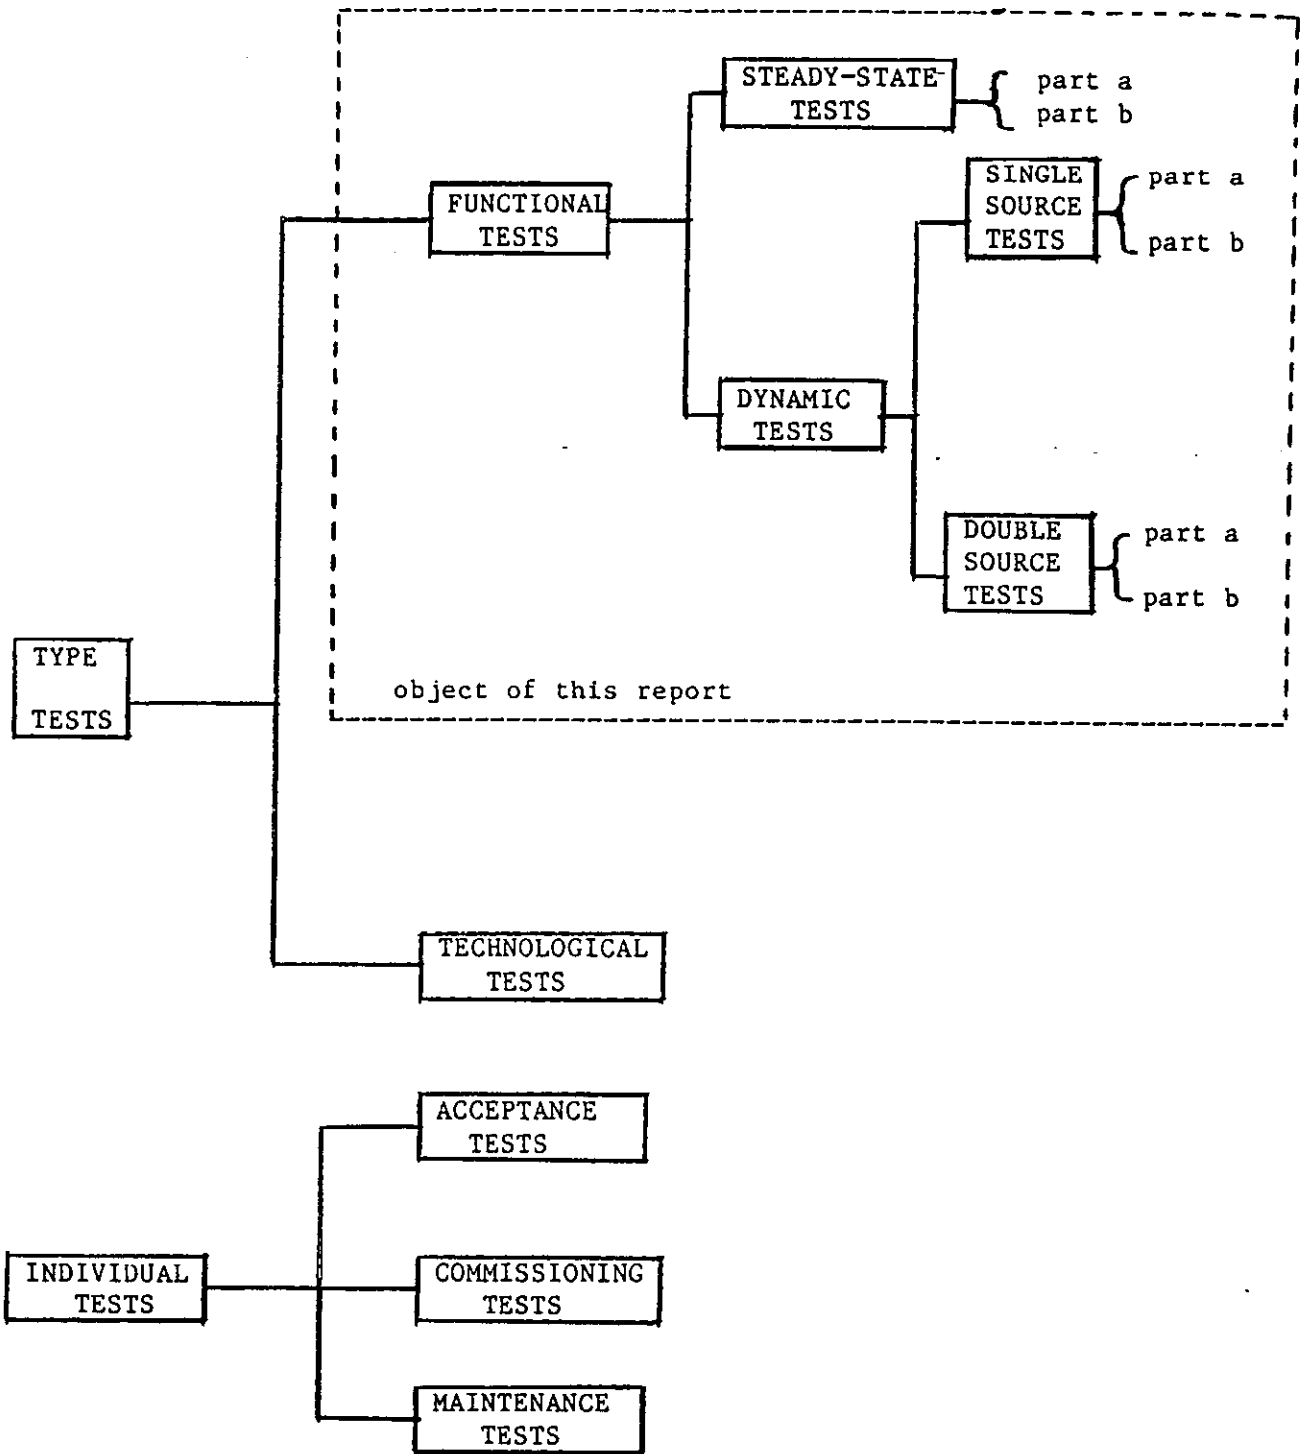 STEADY-STATE
TESTS
part a
part b
SINGLE
SOURCE
TESTS
part a
part b
FUNCTIONAL
TESTS
DYNAMIC
TESTS
DOUBLE
SOURCE
TESTS
part a
part b
TYPE
TESTS
object of this report
TECHNOLOGICAL
TESTS
ACCEPTANCE
TESTS
INDIVIDUAL
TESTS
COMMISSIONING
TESTS
MAINTENANCE
TESTS